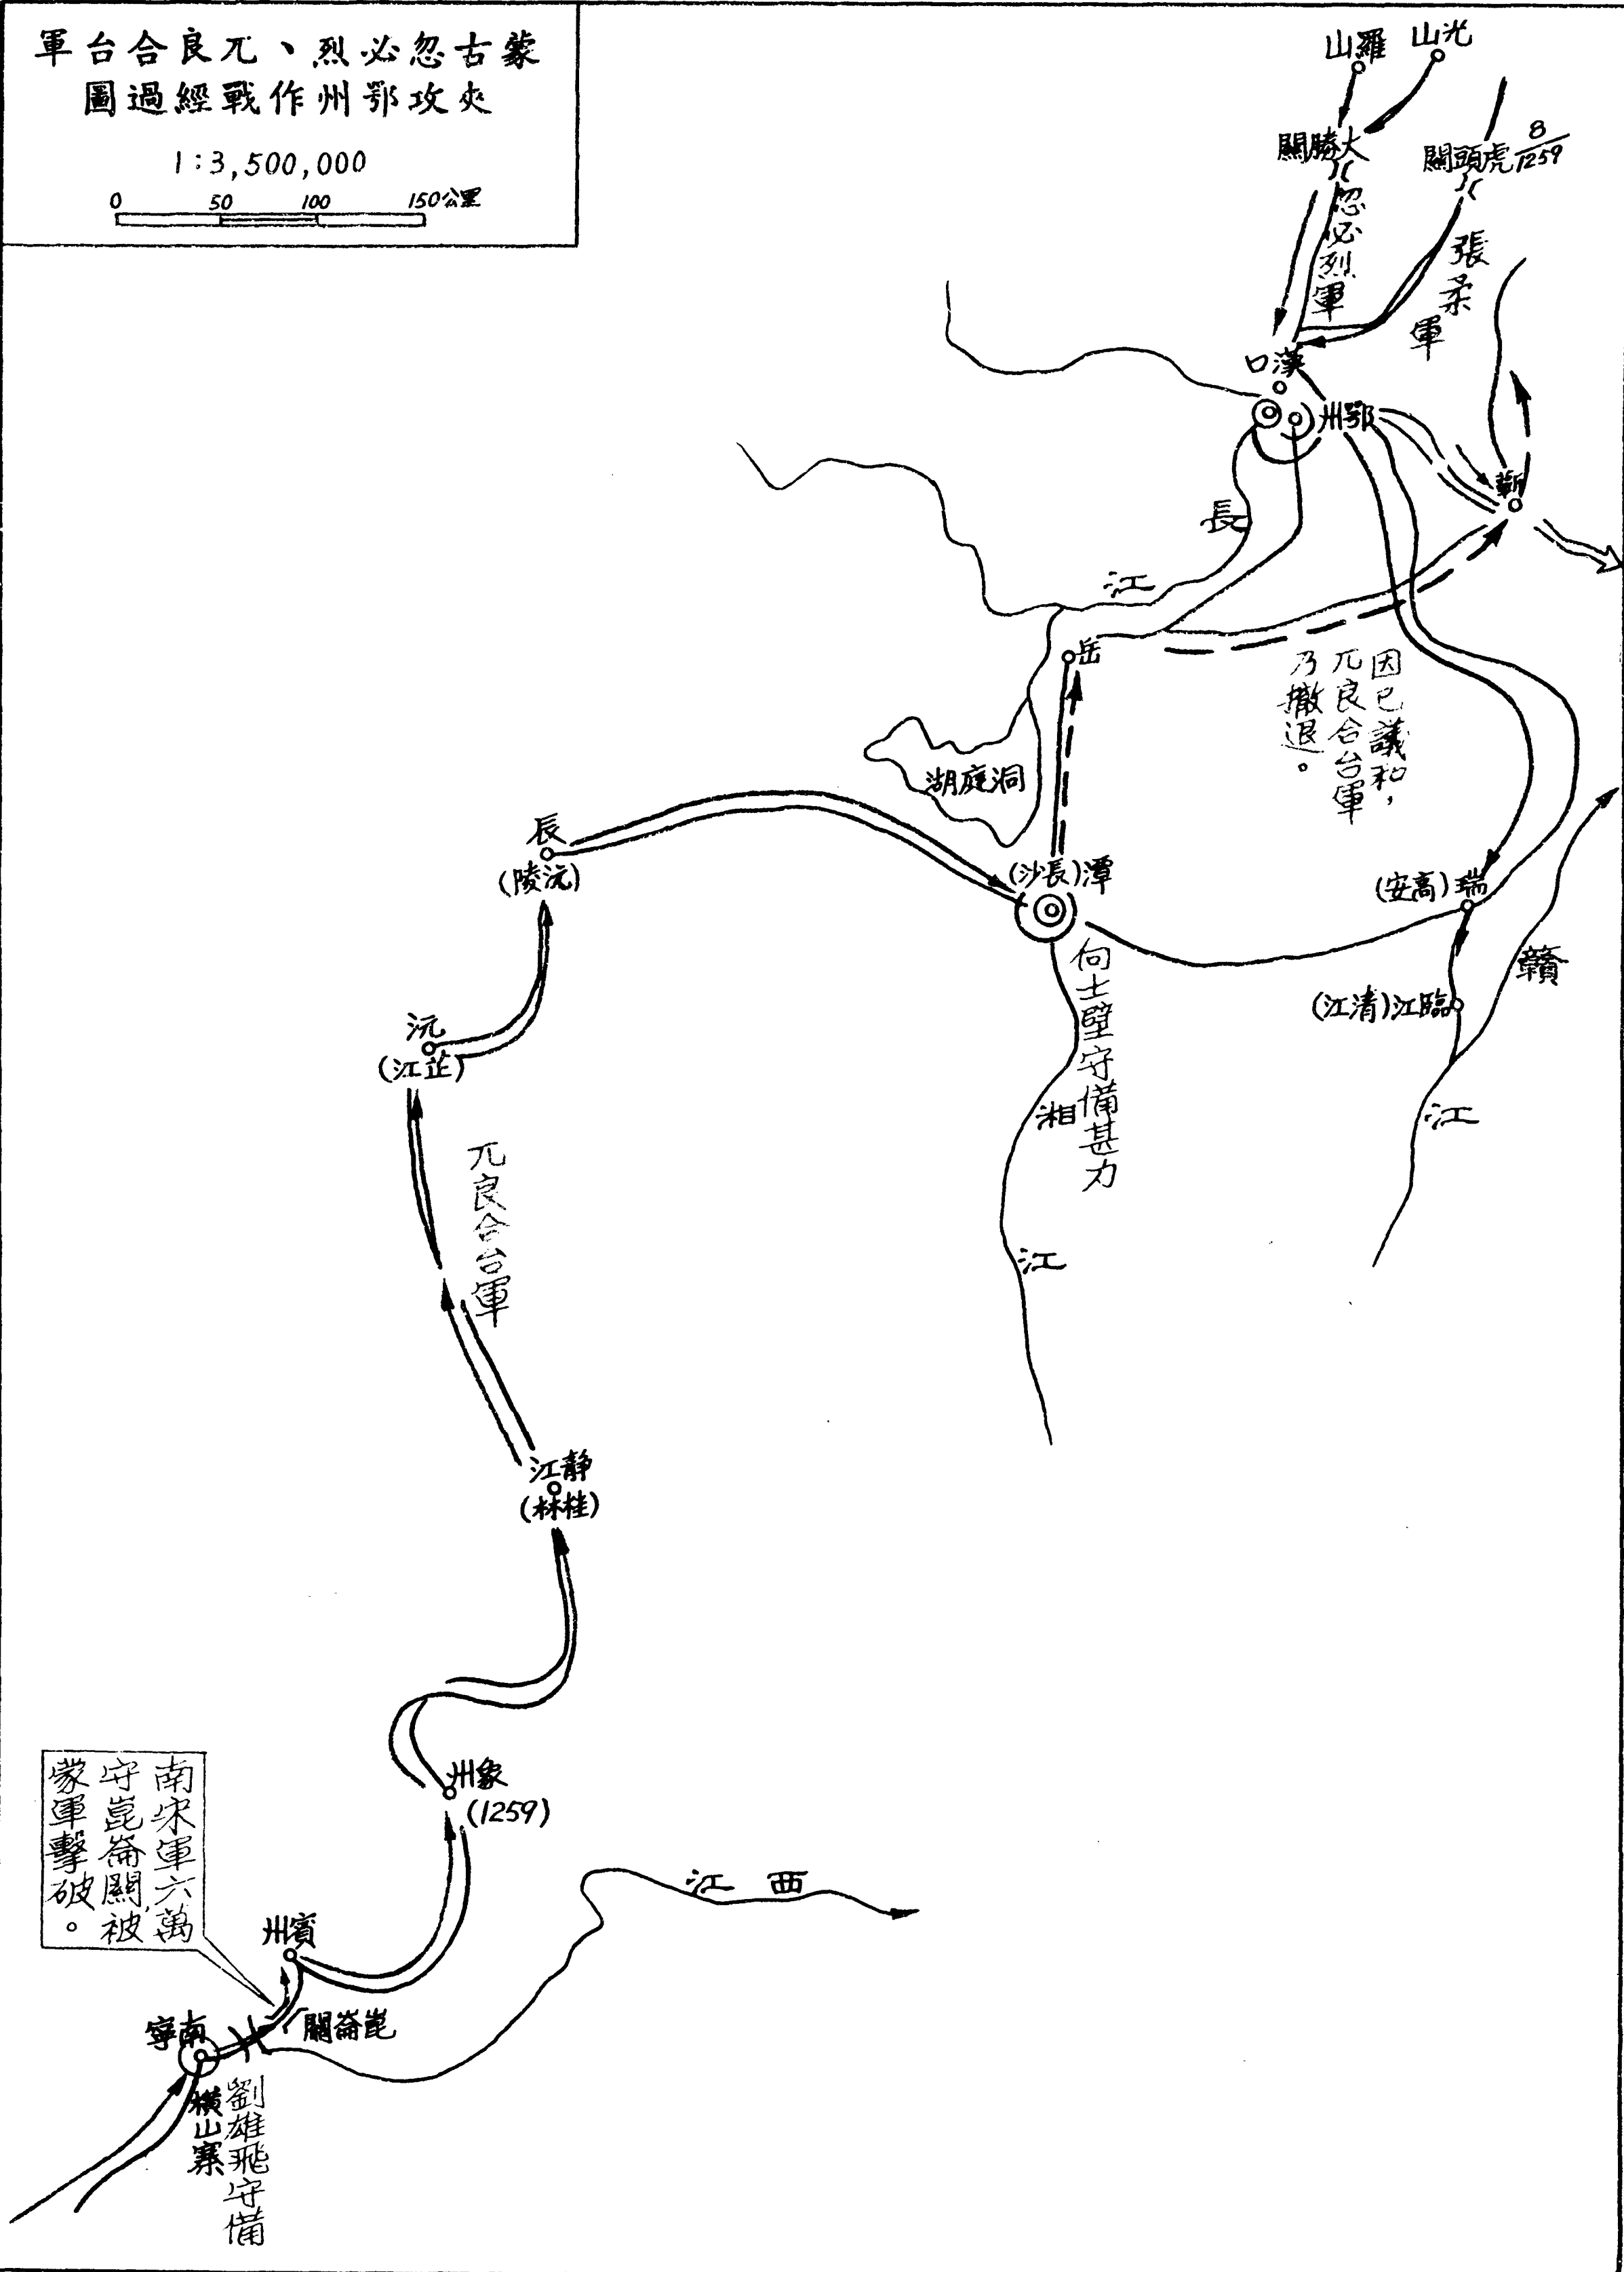 蒙古忽必烈、兀良合台軍
夾攻鄂州作戰經過圖
1:3,500,000
0 50 100 150公里
光山
羅山
大勝關
虎頭關
8/1259
忽必烈軍
張柔軍
漢口
鄂州
蘄
長江
岳
因已議和，
兀良合台軍
乃撤退。
洞庭湖
辰
(沅陵)
潭(長沙)
瑞(高安)
向士壁守備甚力
臨江(清江)
贛江
湘江
沅
(芷江)
兀良合台軍
靜江
(桂林)
象州
(1259)
南宋軍六萬
守崑崙關,被
蒙軍擊破。
西江
賓州
崑崙關
南寧
橫山寨
劉雄飛守備